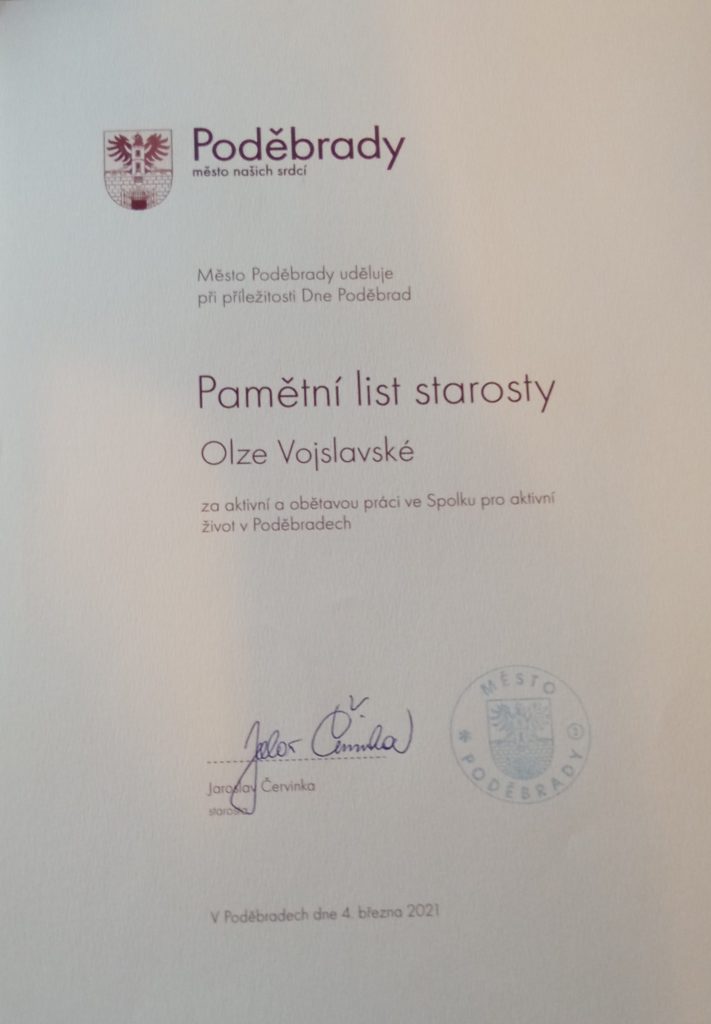 Poděbrady
město našich srdcí
Město Poděbrady uděluje
při příležitosti Dne Poděbrad
Pamětní list starosty
Olze Vojslavské
za aktivní a obětavou práci ve Spolku pro aktivní
život v Poděbradech
Jaroslav Červinka
starosta
MĚSTO
PODĚBRADY
V Poděbradech dne 4. března 2021